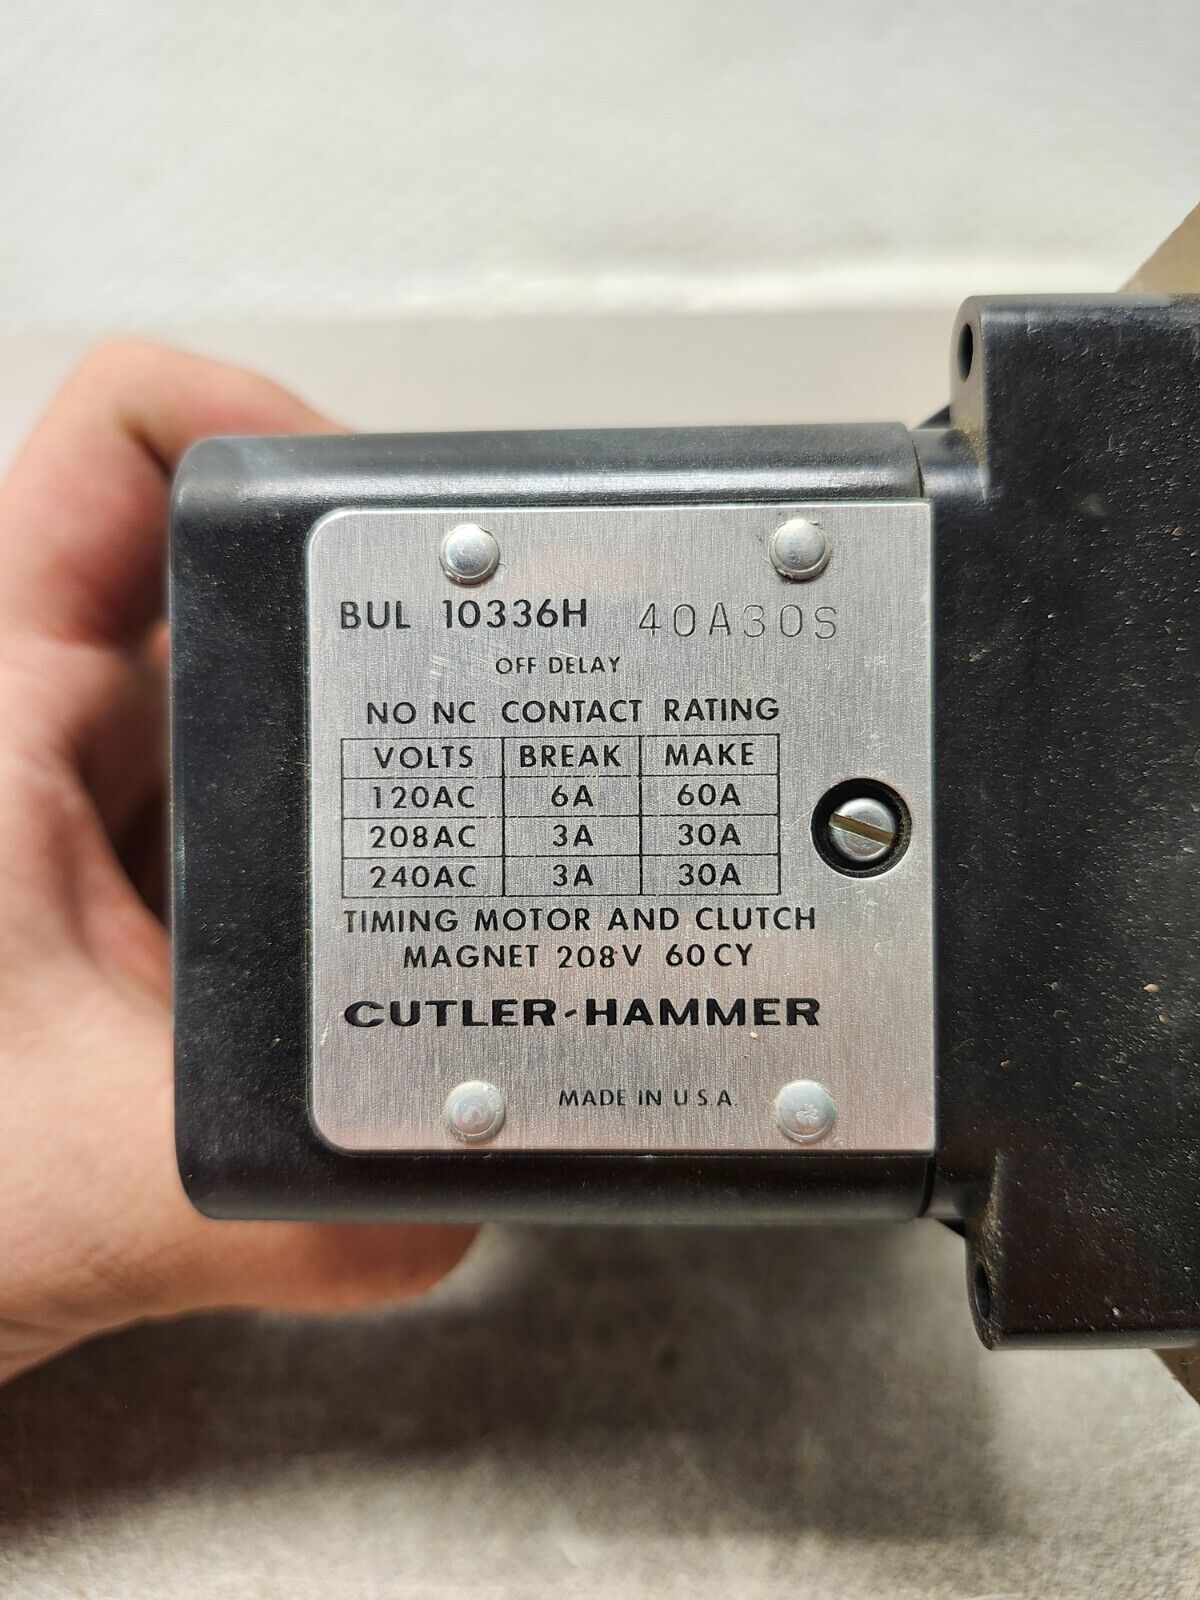 BUL 10336H 40A30S
OFF DELAY
NO NC CONTACT RATING
VOLTS BREAK MAKE
120AC 6A 60A
208AC 3A 30A
240AC 3A 30A
TIMING MOTOR AND CLUTCH
MAGNET 208V 60CY
CUTLER-HAMMER
MADE IN U S A